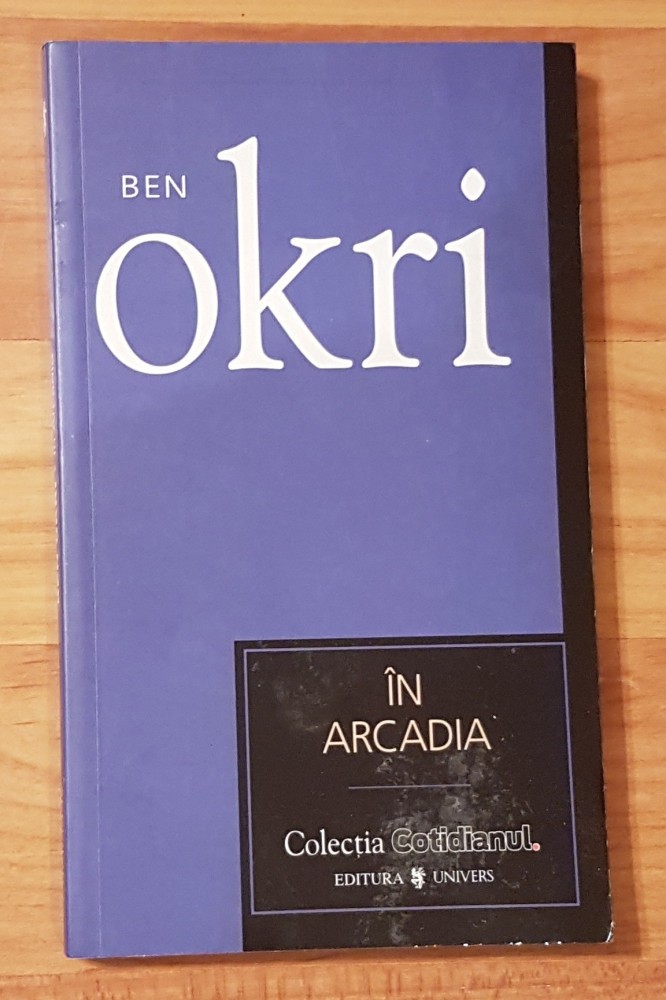 BEN
okri
ÎN
ARCADIA
Colecția Cotidianul.
EDITURA UNIVERS